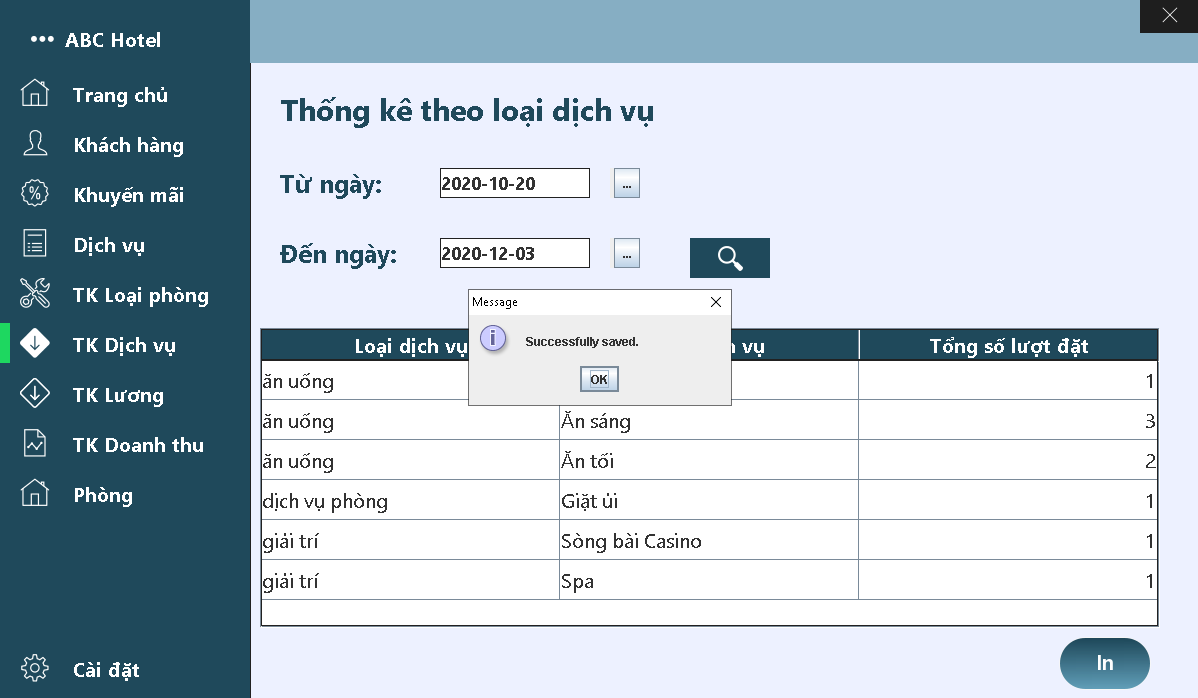 ABC Hotel
Trang chủ
Khách hàng
Khuyến mãi
Dịch vụ
TK Loại phòng
TK Dịch vụ
TK Lương
TK Doanh thu
Phòng
Cài đặt
Thống kê theo loại dịch vụ
Từ ngày: 2020-10-20 ...
Đến ngày: 2020-12-03 ...
Message
Successfully saved.
OK
Loại dịch vụ vụ Tổng số lượt đặt
ăn uống 1
ăn uống Ăn sáng 3
ăn uống Ăn tối 2
dịch vụ phòng Giặt ủi 1
giải trí Sòng bài Casino 1
giải trí Spa 1
In